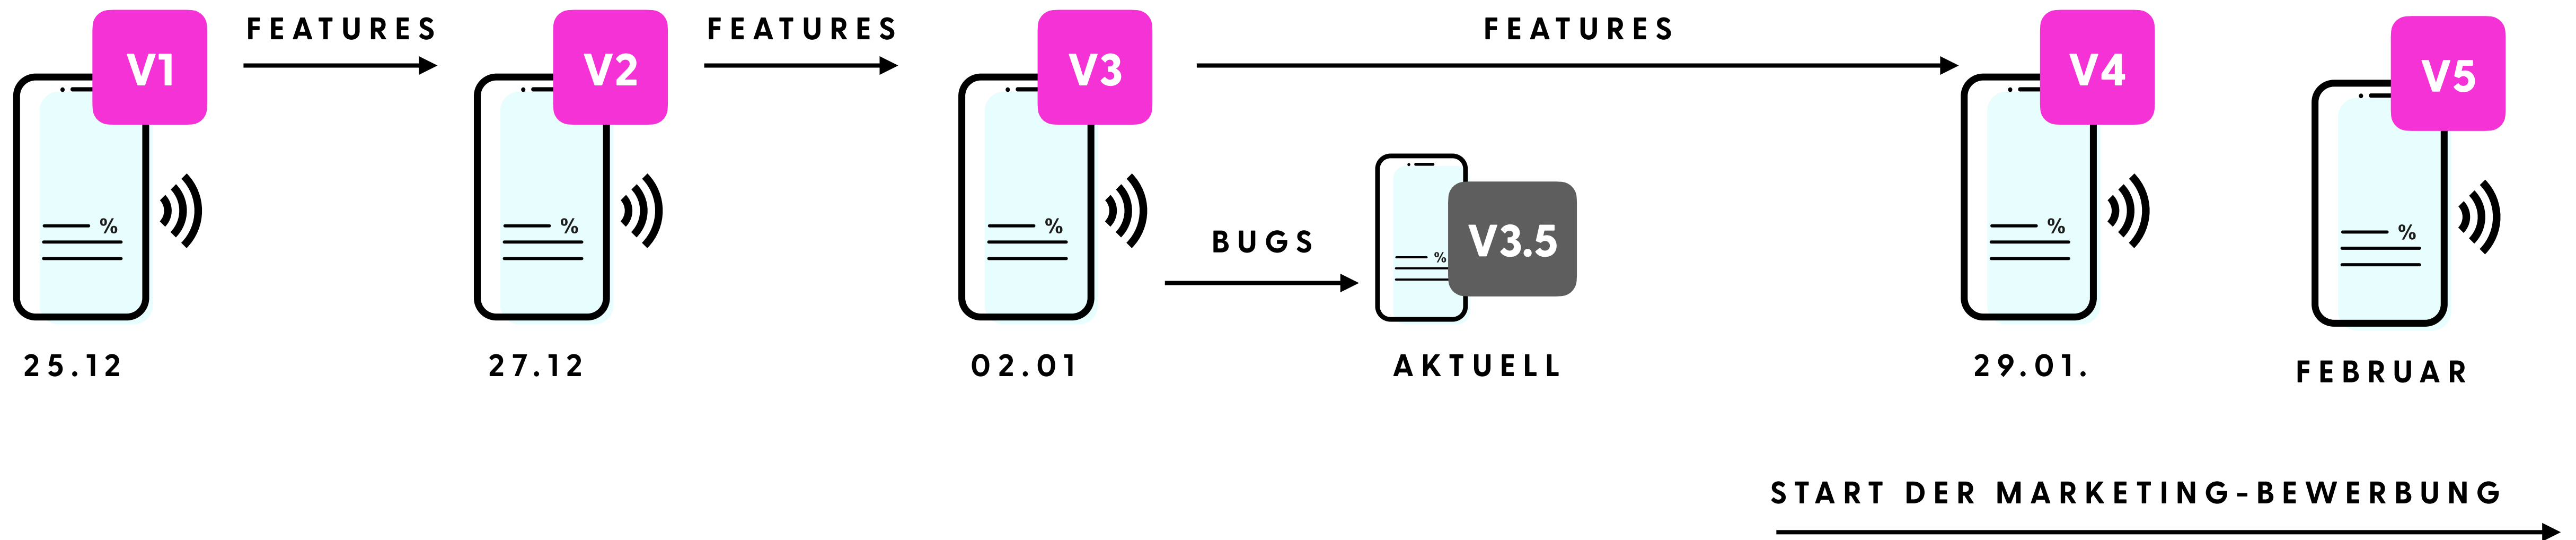 V1
FEATURES
V2
FEATURES
V3
FEATURES
V4
V5
%
%
%
BUGS
%
V3.5
%
%
25.12
27.12
02.01
AKTUELL
29.01.
FEBRUAR
START DER MARKETING-BEWERBUNG